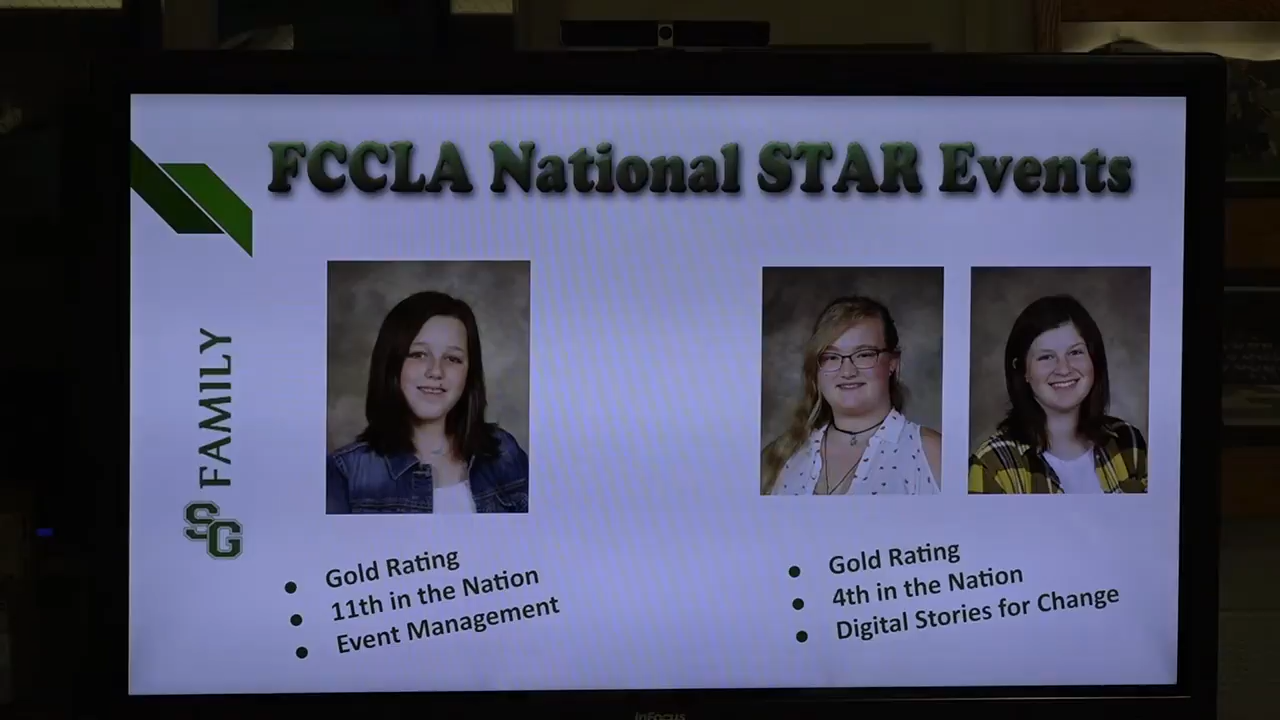 FCCLA National STAR Events
SG FAMILY
Gold Rating
11th in the Nation
Event Management
Gold Rating
4th in the Nation
Digital Stories for Change
InFocus